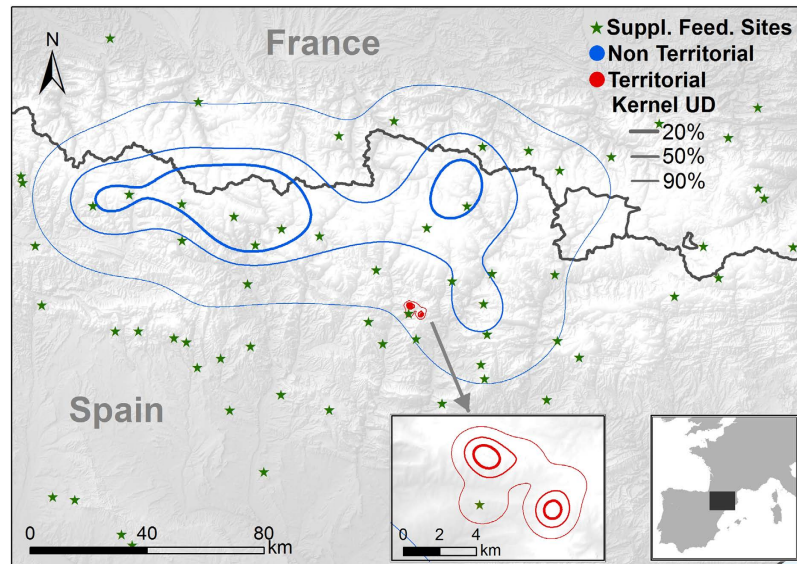 France
Suppl. Feed. Sites
Non Territorial
Territorial
Kernel UD
20%
50%
90%
N
Spain
0 40 80
km
0 2 4
km